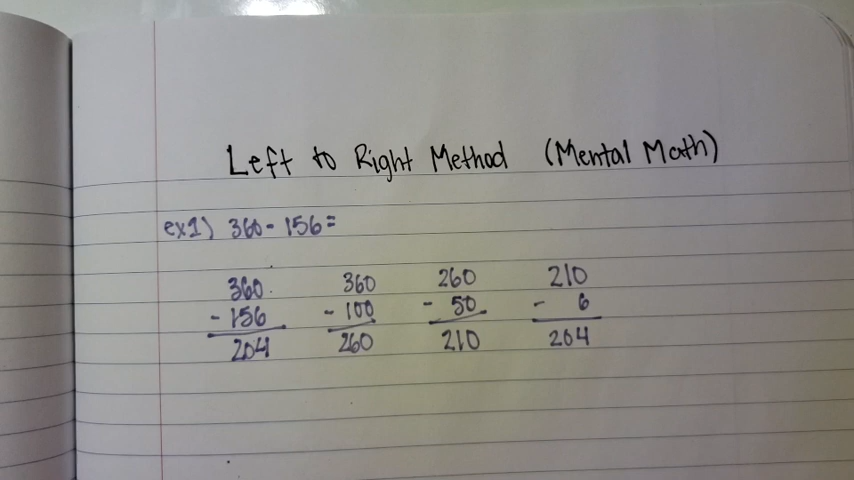 Left to Right Method (Mental Math)
ex1) 360 - 156 =
360 360 260 210
- 156 - 100 - 50 - 6
204 260 210 204